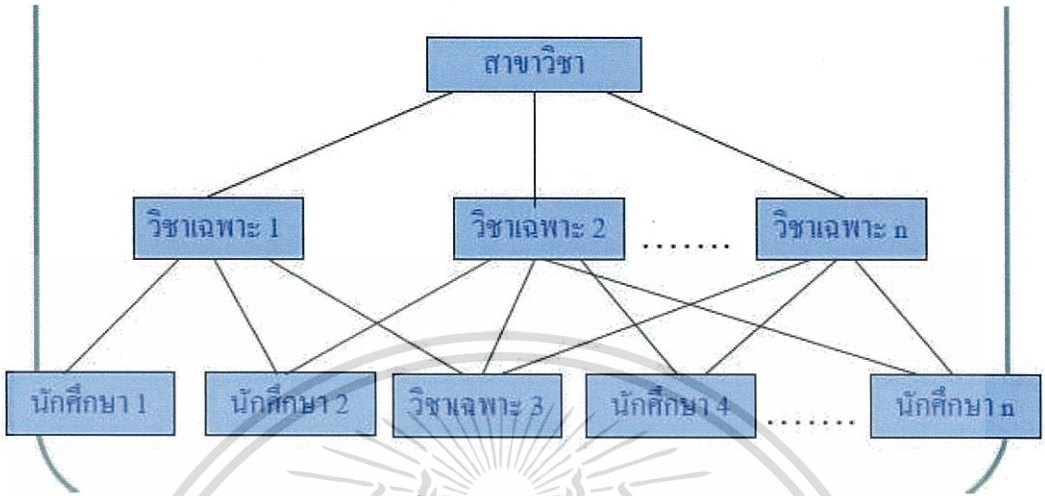 สาขาวิชา
วิชาเฉพาะ 1 วิชาเฉพาะ 2 ....... วิชาเฉพาะ n
นักศึกษา 1 นักศึกษา 2 วิชาเฉพาะ 3 นักศึกษา 4 ........ นักศึกษา n